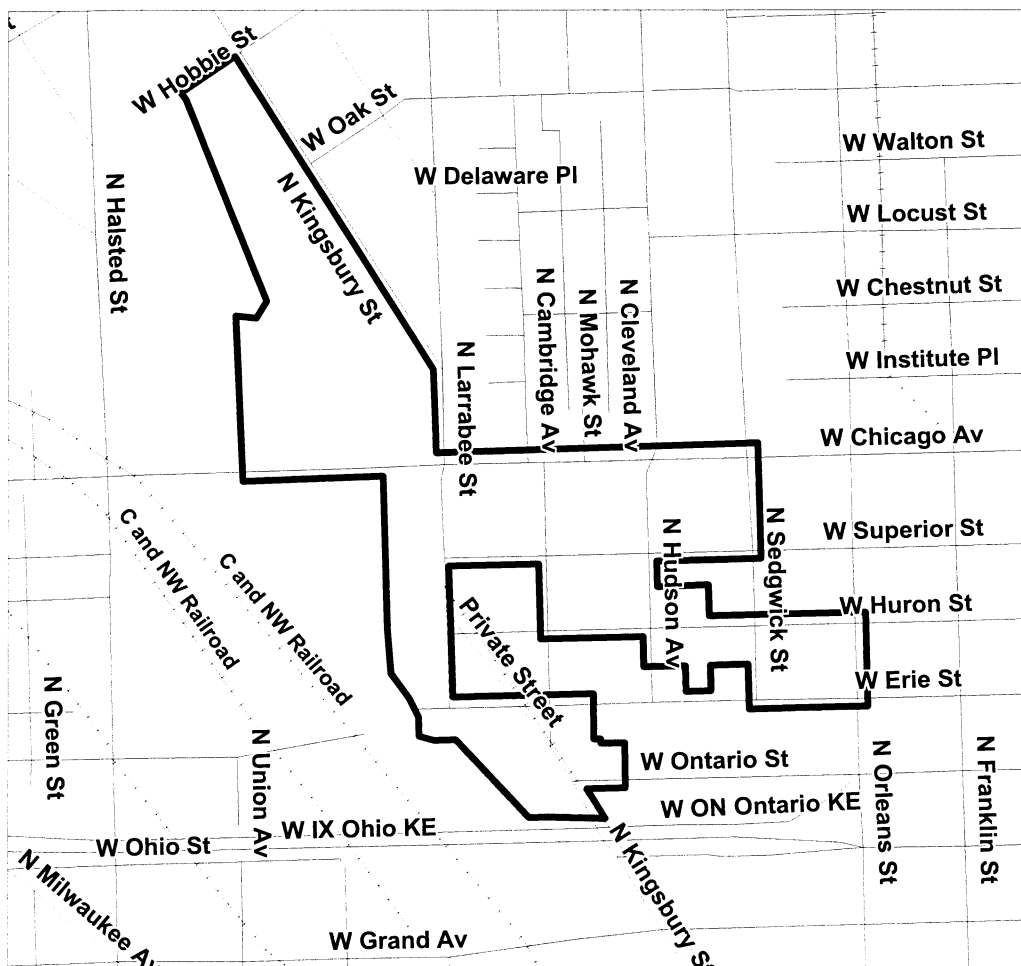 W Hobbie St
W Oak St
W Walton St
W Delaware Pl
N Halsted St
N Kingsbury St
W Locust St
W Chestnut St
N Cambridge Av
N Mohawk St
N Cleveland Av
N Larrabee St
W Institute Pl
W Chicago Av
C and NW Railroad
C and NW Railroad
N Hudson Av
N Sedgwick St
W Superior St
Private Street
W Huron St
W Erie St
N Green St
N Union Av
W Ontario St
N Orleans St
N Franklin St
W ON Ontario KE
W IX Ohio KE
W Ohio St
N Kingsbury St
N Milwaukee Av
W Grand Av